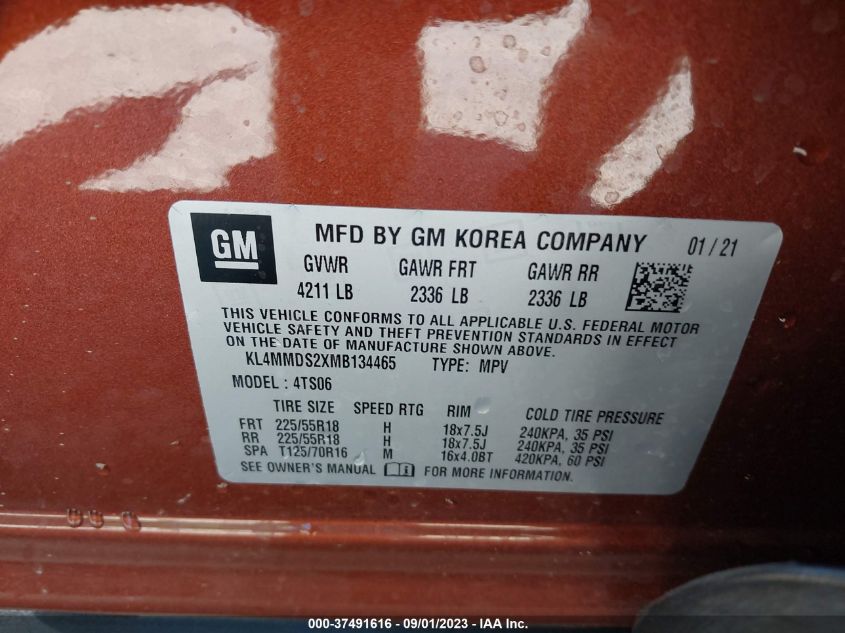 GM
MFD BY GM KOREA COMPANY 01 / 21
GVWR GAWR FRT GAWR RR
4211 LB 2336 LB 2336 LB
THIS VEHICLE CONFORMS TO ALL APPLICABLE U.S. FEDERAL MOTOR
VEHICLE SAFETY AND THEFT PREVENTION STANDARDS IN EFFECT
ON THE DATE OF MANUFACTURE SHOWN ABOVE.
KL4MMDS2XMB134465 TYPE: MPV
MODEL : 4TS06
TIRE SIZE SPEED RTG RIM COLD TIRE PRESSURE
FRT 225/55R18 H 18x7.5J 240KPA, 35 PSI
RR 225/55R18 H 18x7.5J 240KPA, 35 PSI
SPA T125/70R16 M 16x4.0BT 420KPA, 60 PSI
SEE OWNER'S MANUAL FOR MORE INFORMATION.
000-37491616 - 09/01/2023 - © IAA Inc.